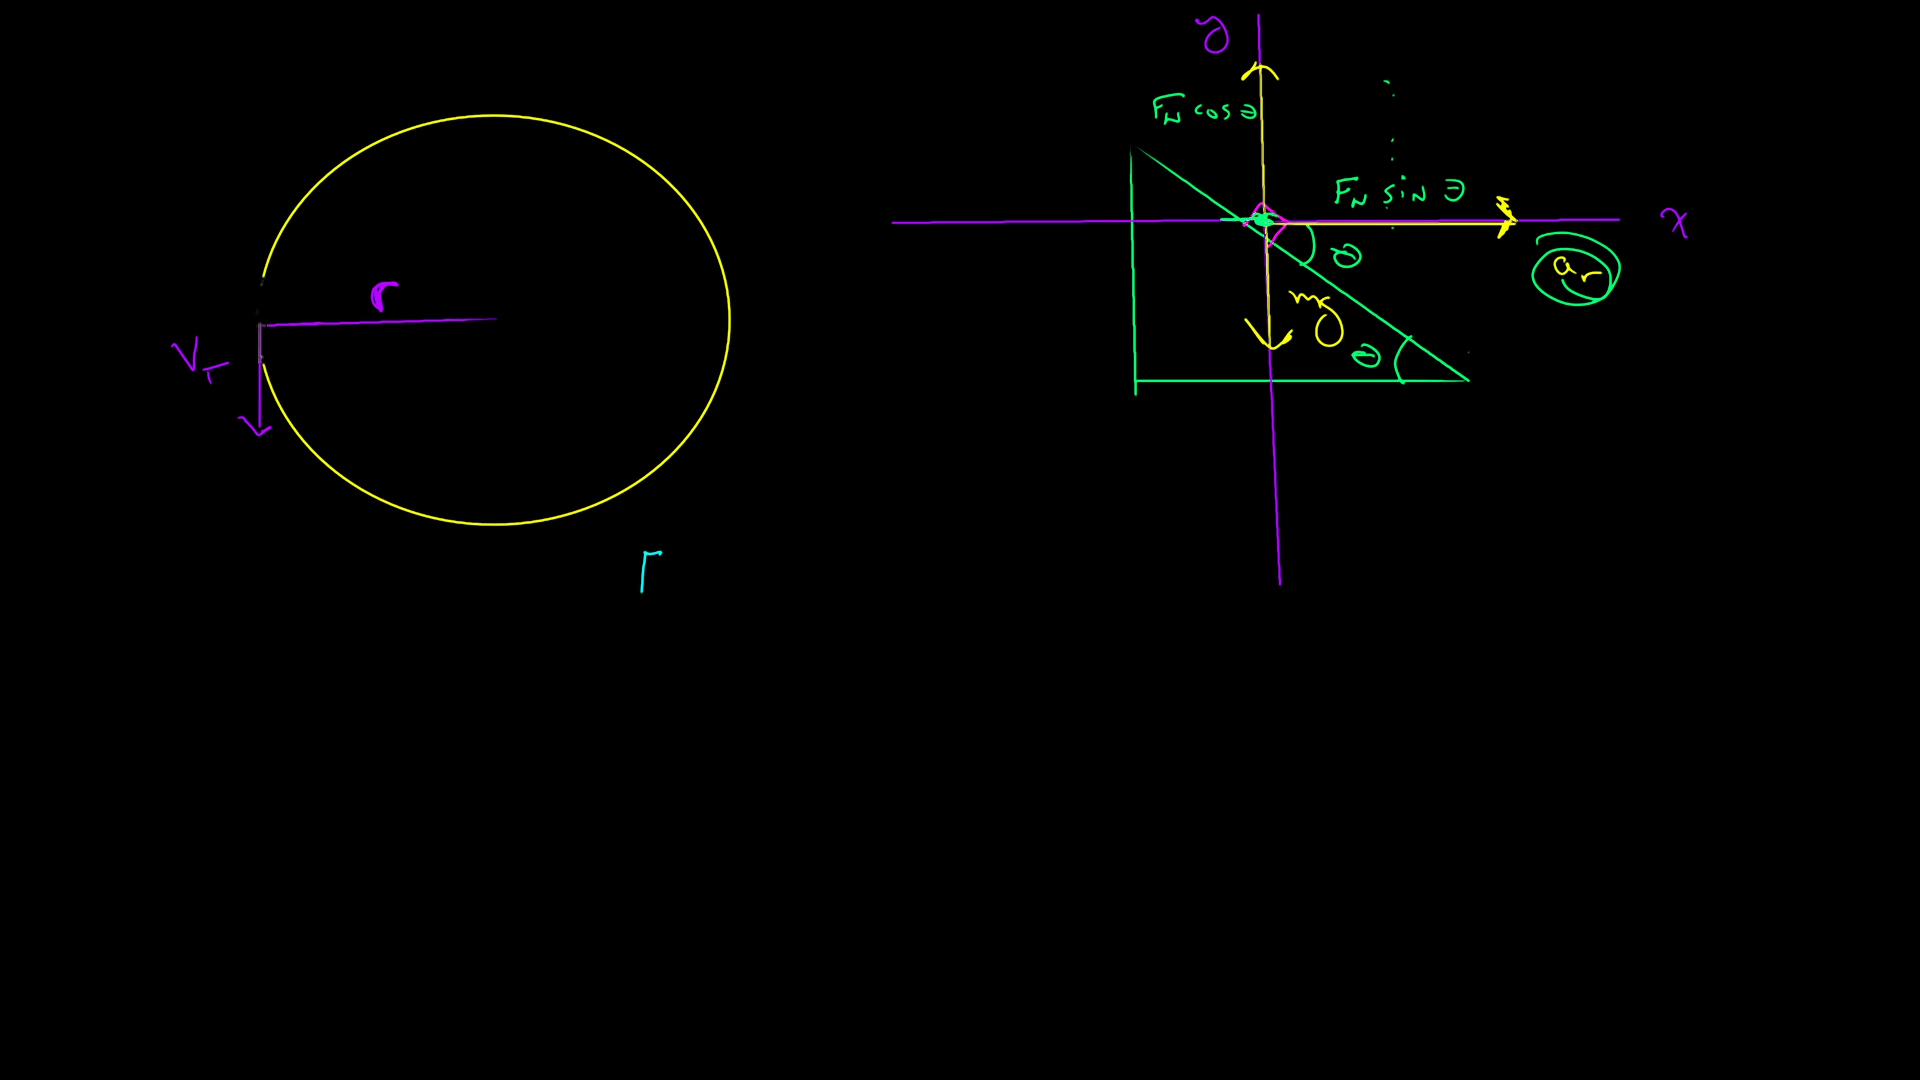 y
F_N cos θ
F_N sin θ
x
r
θ
a_r
mg
V_T
θ